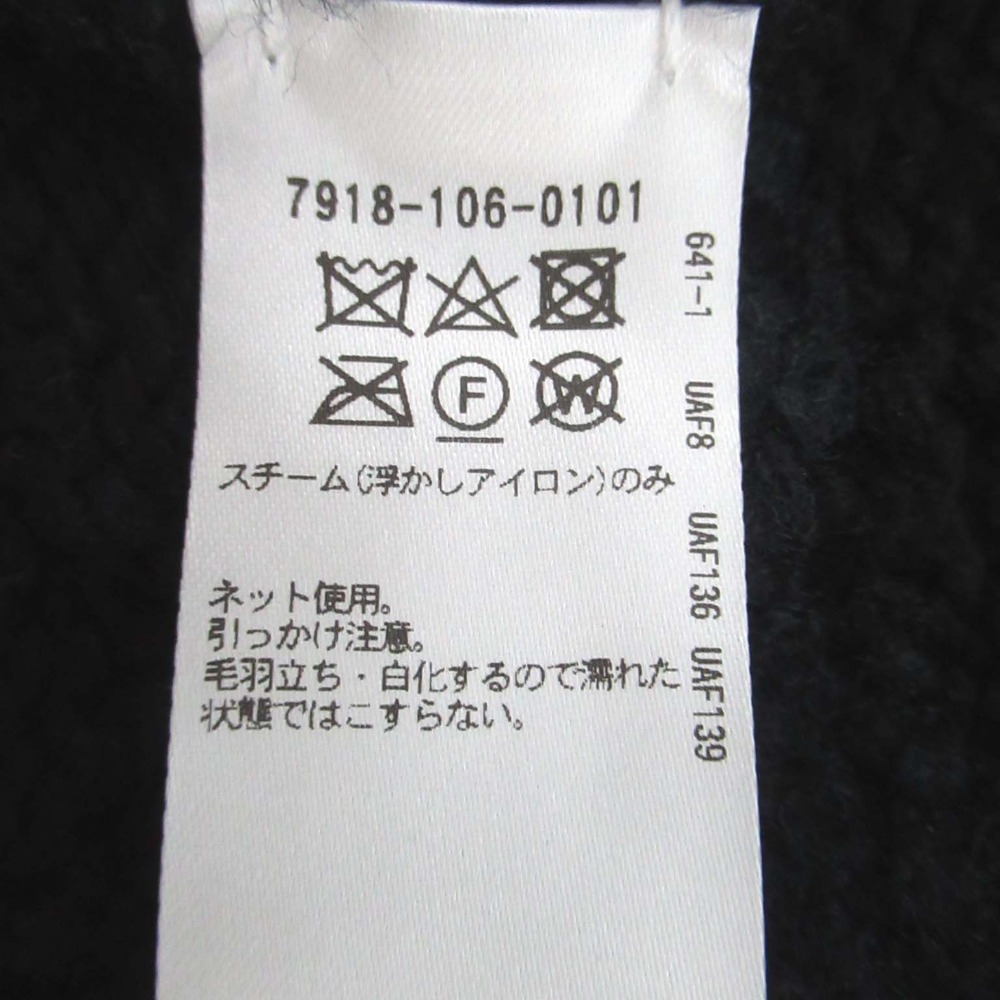 7918-106-0101
F
W
スチーム(浮かしアイロン)のみ
ネット使用。
引っかけ注意。
毛羽立ち・白化するので濡れた
状態ではこすらない。
641-1 UAF8 UAF136 UAF139